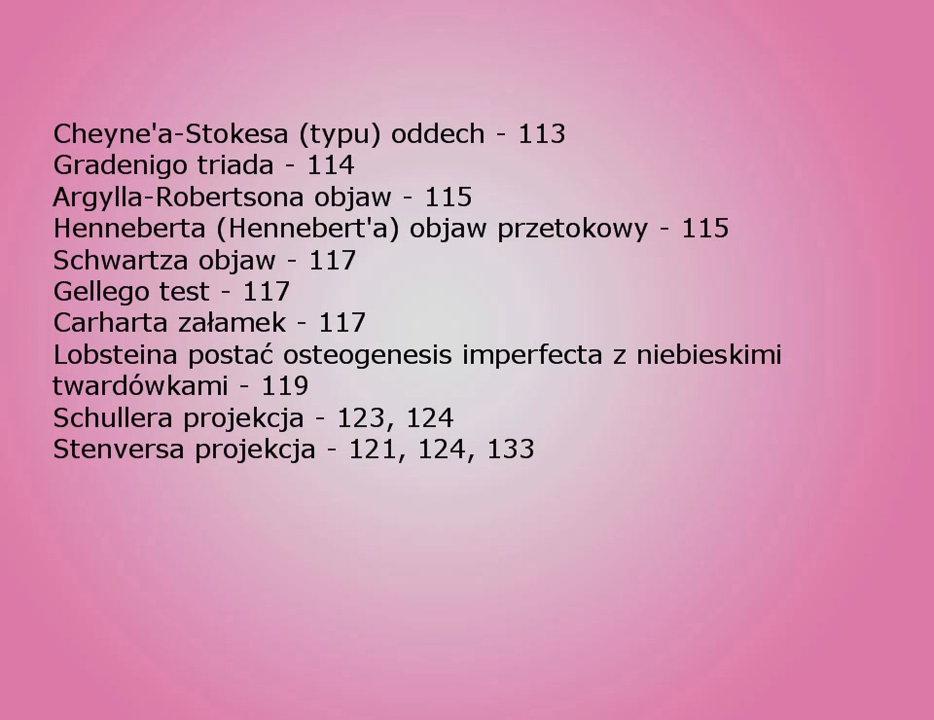 Cheyne'a-Stokesa (typu) oddech - 113
Gradenigo triada - 114
Argylla-Robertsona objaw - 115
Henneberta (Hennebert'a) objaw przetokowy - 115
Schwartza objaw - 117
Gellego test - 117
Carharta załamek - 117
Lobsteina postać osteogenesis imperfecta z niebieskimi
twardówkami - 119
Schullera projekcja - 123, 124
Stenversa projekcja - 121, 124, 133